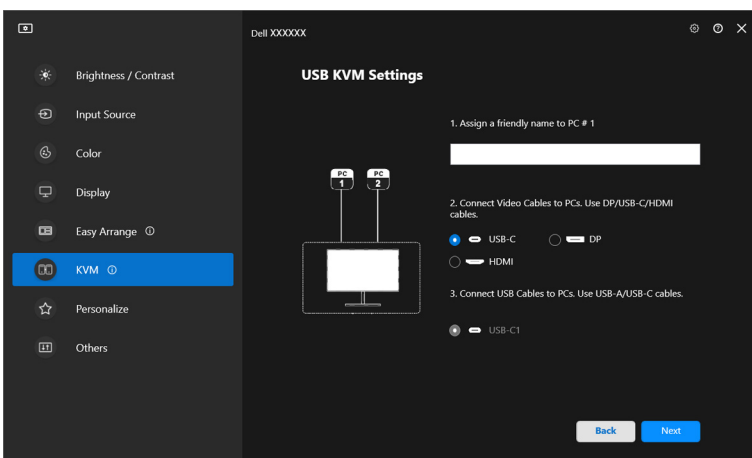 Dell XXXXXX
Brightness / Contrast
Input Source
Color
Display
Easy Arrange
KVM
Personalize
Others
USB KVM Settings
PC
1
PC
2
1. Assign a friendly name to PC # 1
2. Connect Video Cables to PCs. Use DP/USB-C/HDMI
cables.
USB-C
DP
HDMI
3. Connect USB Cables to PCs. Use USB-A/USB-C cables.
USB-C1
Back
Next